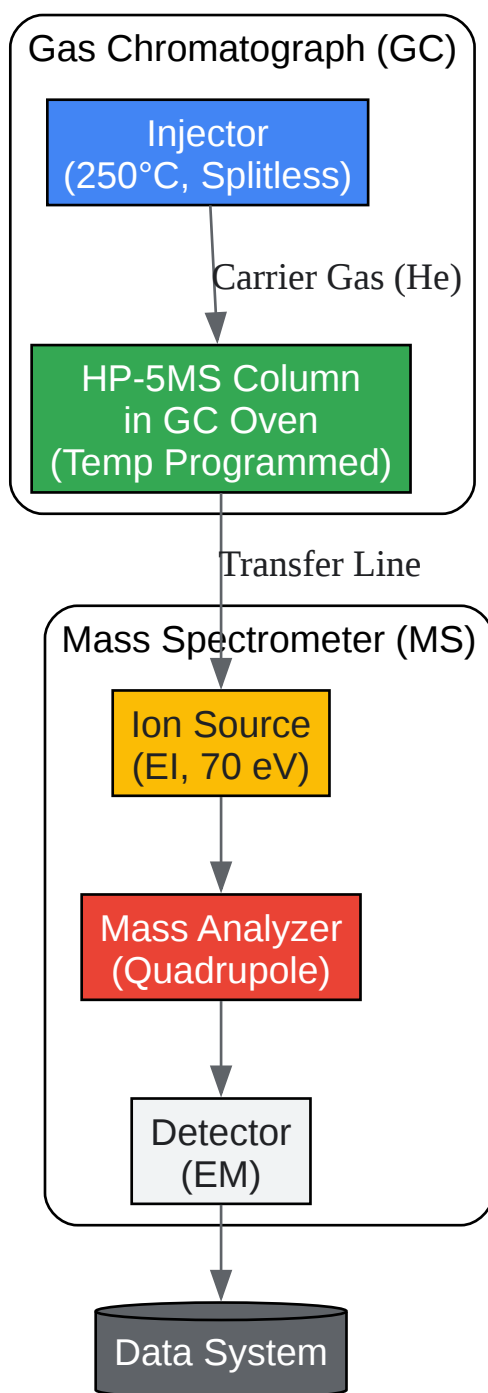 Gas Chromatograph (GC)
Injector
(250°C, Splitless)
Carrier Gas (He)
HP-5MS Column
in GC Oven
(Temp Programmed)
Transfer Line
Mass Spectrometer (MS)
Ion Source
(EI, 70 eV)
Mass Analyzer
(Quadrupole)
Detector
(EM)
Data System